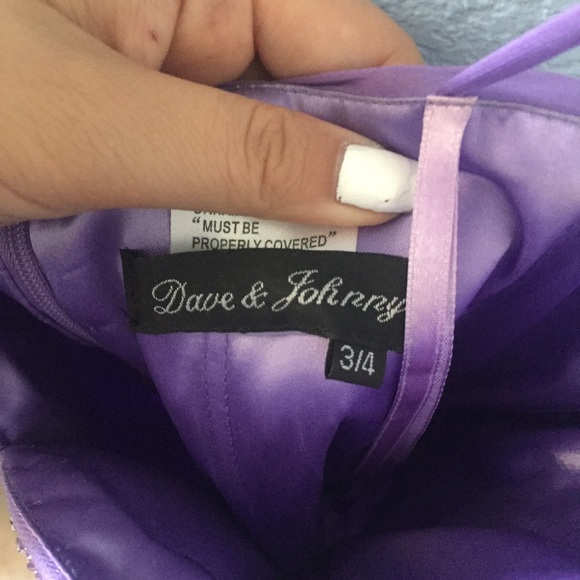 “MUST BE
PROPERLY COVERED”
Dave & Johnny
3/4